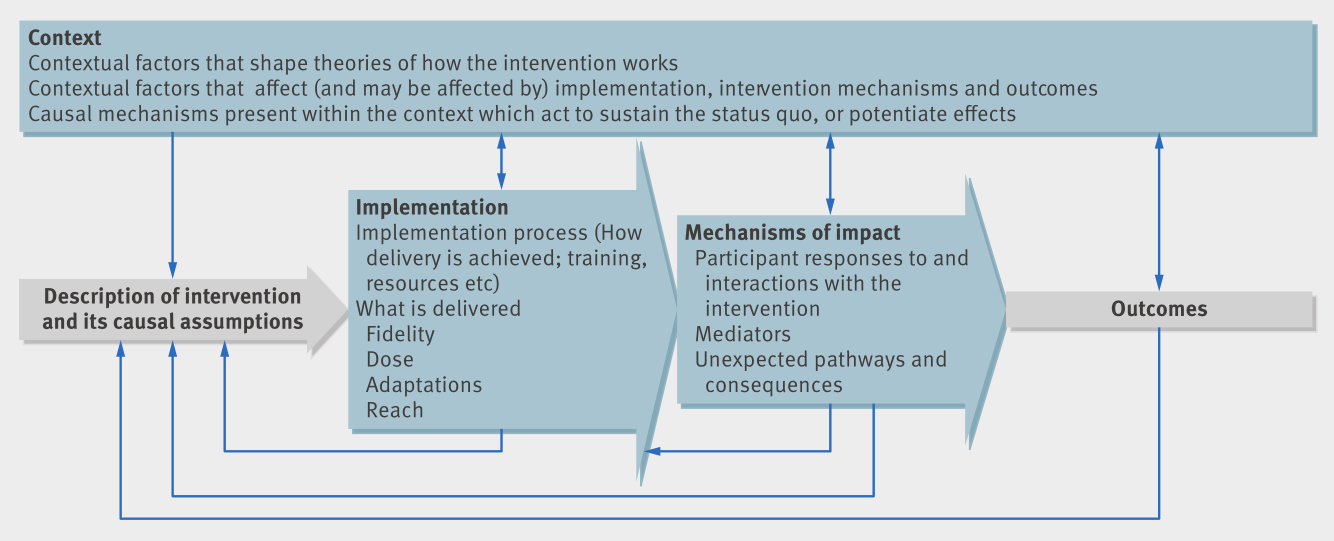 Context
Contextual factors that shape theories of how the intervention works
Contextual factors that affect (and may be affected by) implementation, intervention mechanisms and outcomes
Causal mechanisms present within the context which act to sustain the status quo, or potentiate effects
Description of intervention
and its causal assumptions
Implementation
Implementation process (How
delivery is achieved; training,
resources etc)
What is delivered
Fidelity
Dose
Adaptations
Reach
Mechanisms of impact
Participant responses to and
interactions with the
intervention
Mediators
Unexpected pathways and
consequences
Outcomes